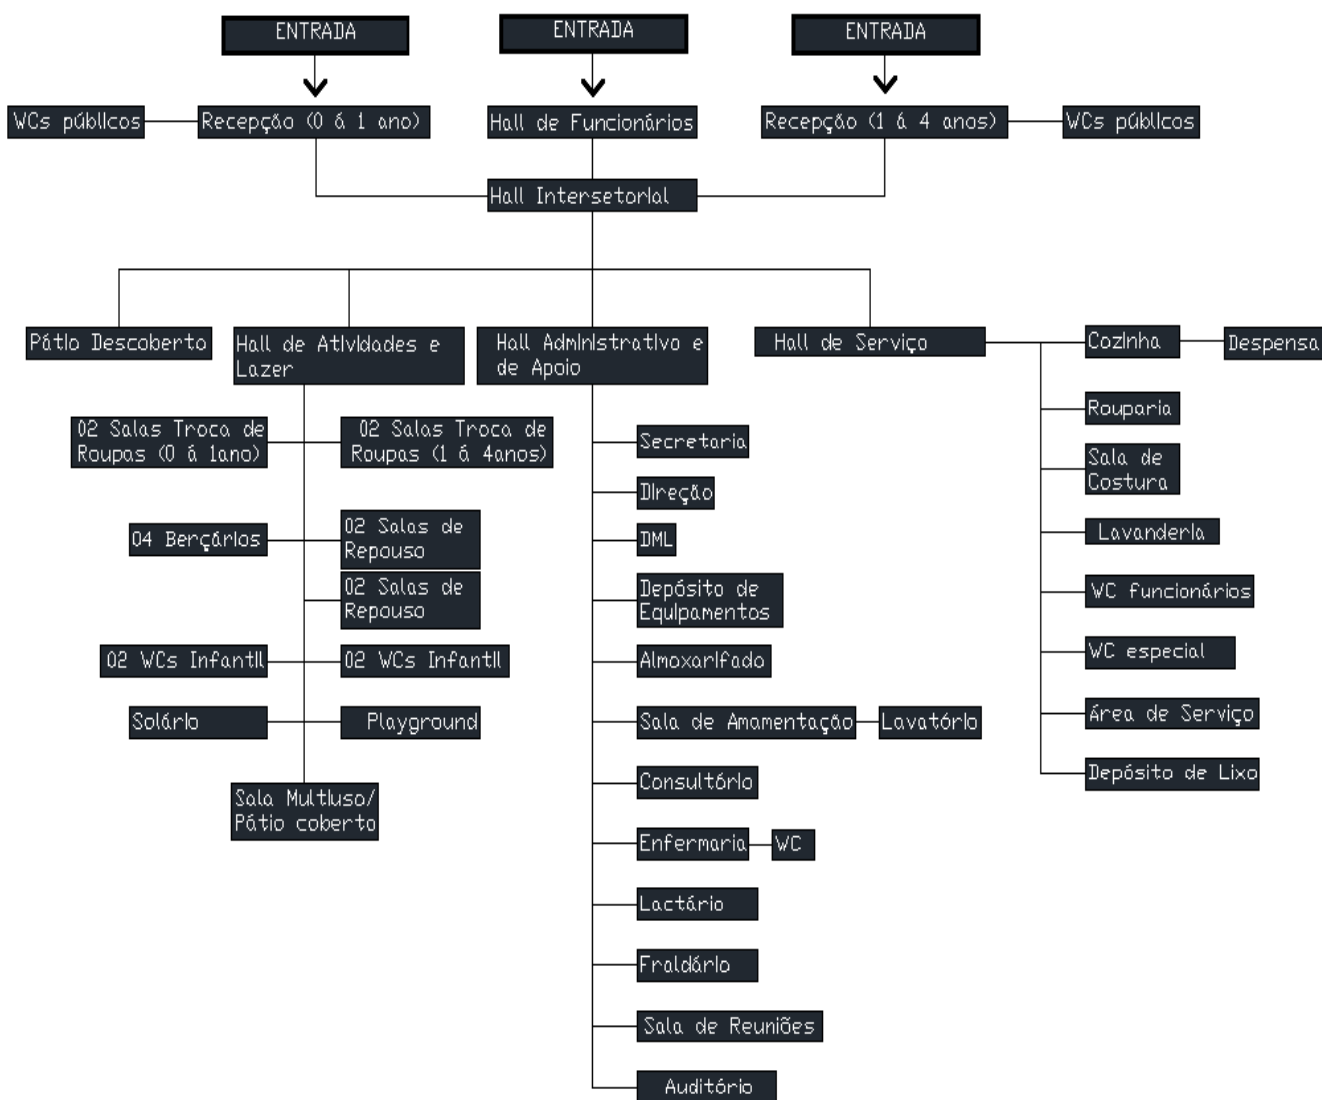 ENTRADA
ENTRADA
ENTRADA
WCs públicos
Recepção (0 á 1 ano)
Hall de Funcionários
Recepção (1 á 4 anos)
WCs públicos
Hall Intersetorial
Pátio Descoberto
Hall de Atividades e
Lazer
Hall Administrativo e
de Apoio
Hall de Serviço
Cozinha
Despensa
02 Salas Troca de
Roupas (0 á 1ano)
02 Salas Troca de
Roupas (1 á 4anos)
04 Berçários
02 Salas de
Repouso
02 Salas de
Repouso
02 WCs Infantil
02 WCs Infantil
Solário
Playground
Sala Multiuso/
Pátio coberto
Secretaria
Direção
DML
Depósito de
Equipamentos
Almoxarifado
Sala de Amamentação
Lavatório
Consultório
Enfermaria
WC
Lactário
Fraldário
Sala de Reuniões
Auditório
Rouparia
Sala de
Costura
Lavanderia
WC funcionários
WC especial
Área de Serviço
Depósito de Lixo